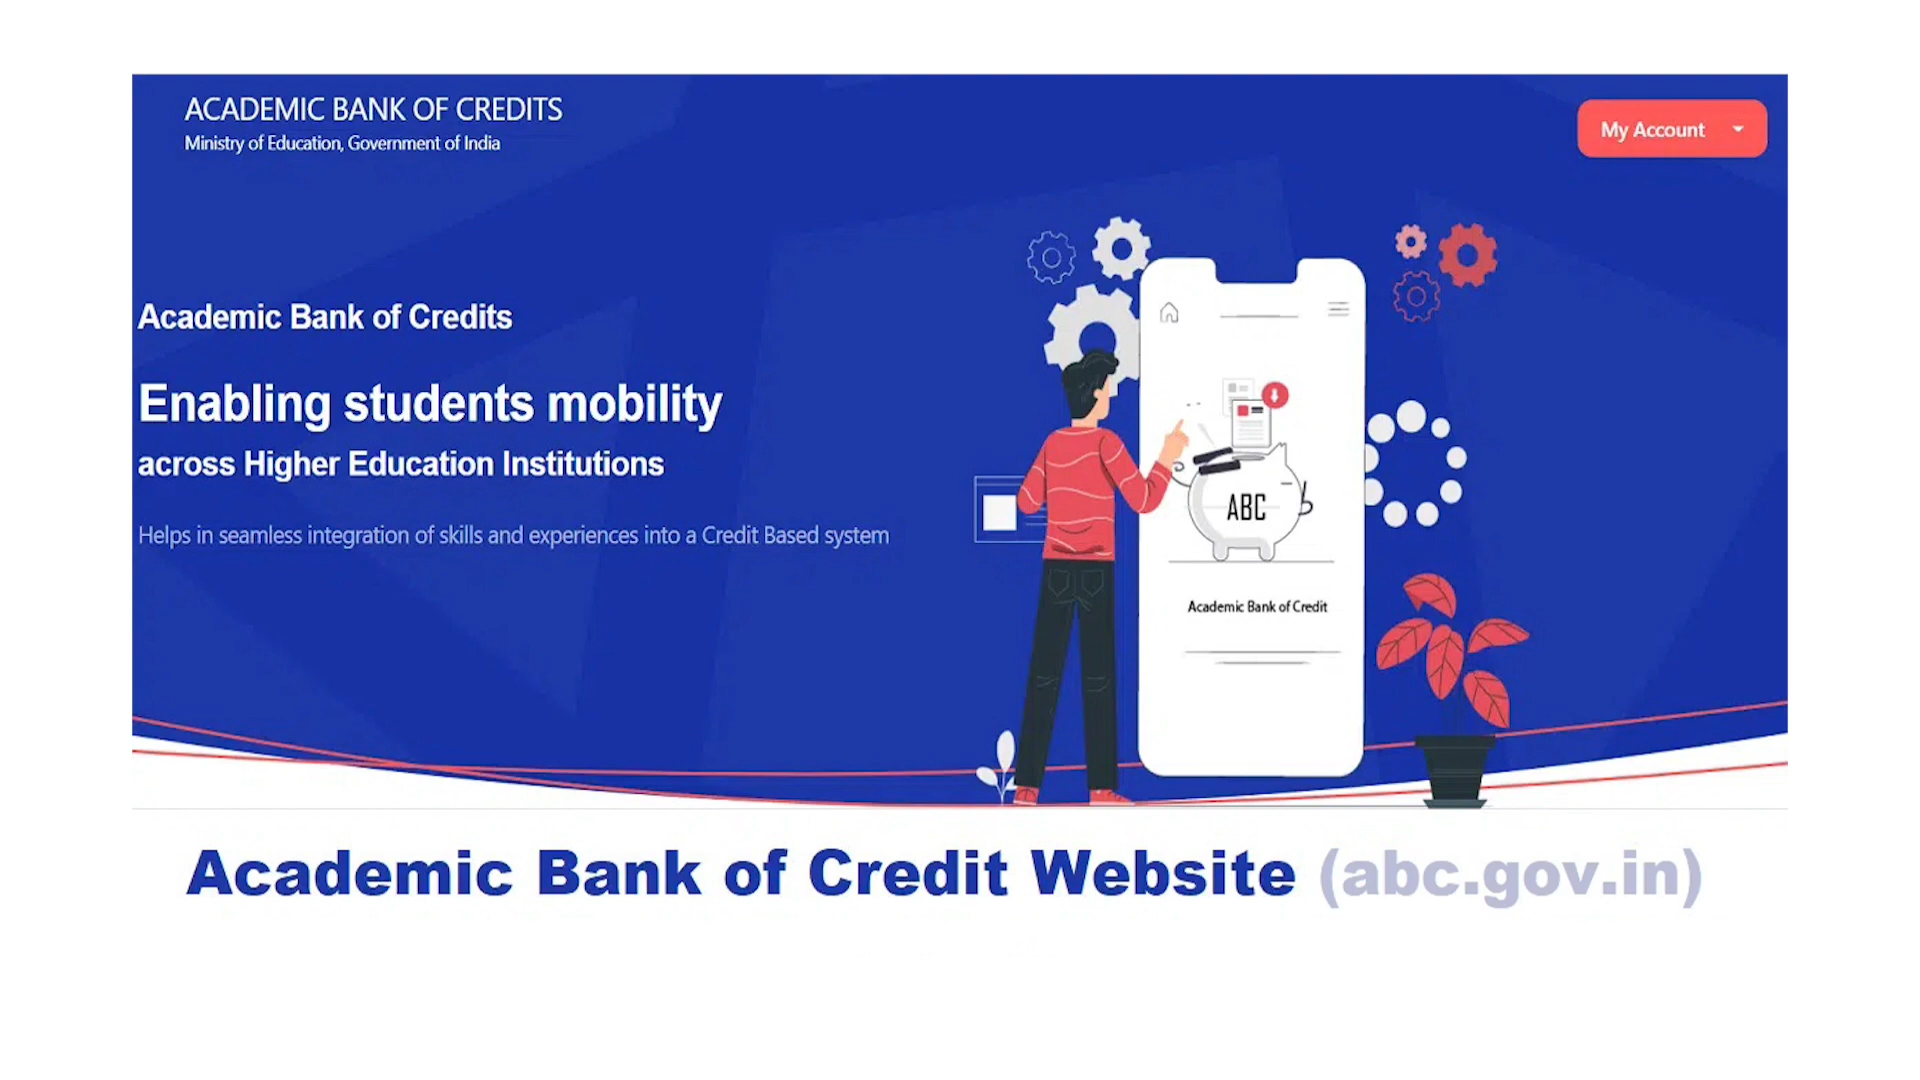 ACADEMIC BANK OF CREDITS
Ministry of Education, Government of India
My Account
Academic Bank of Credits
Enabling students mobility
across Higher Education Institutions
Helps in seamless integration of skills and experiences into a Credit Based system
ABC
Academic Bank of Credit
Academic Bank of Credit Website (abc.gov.in)